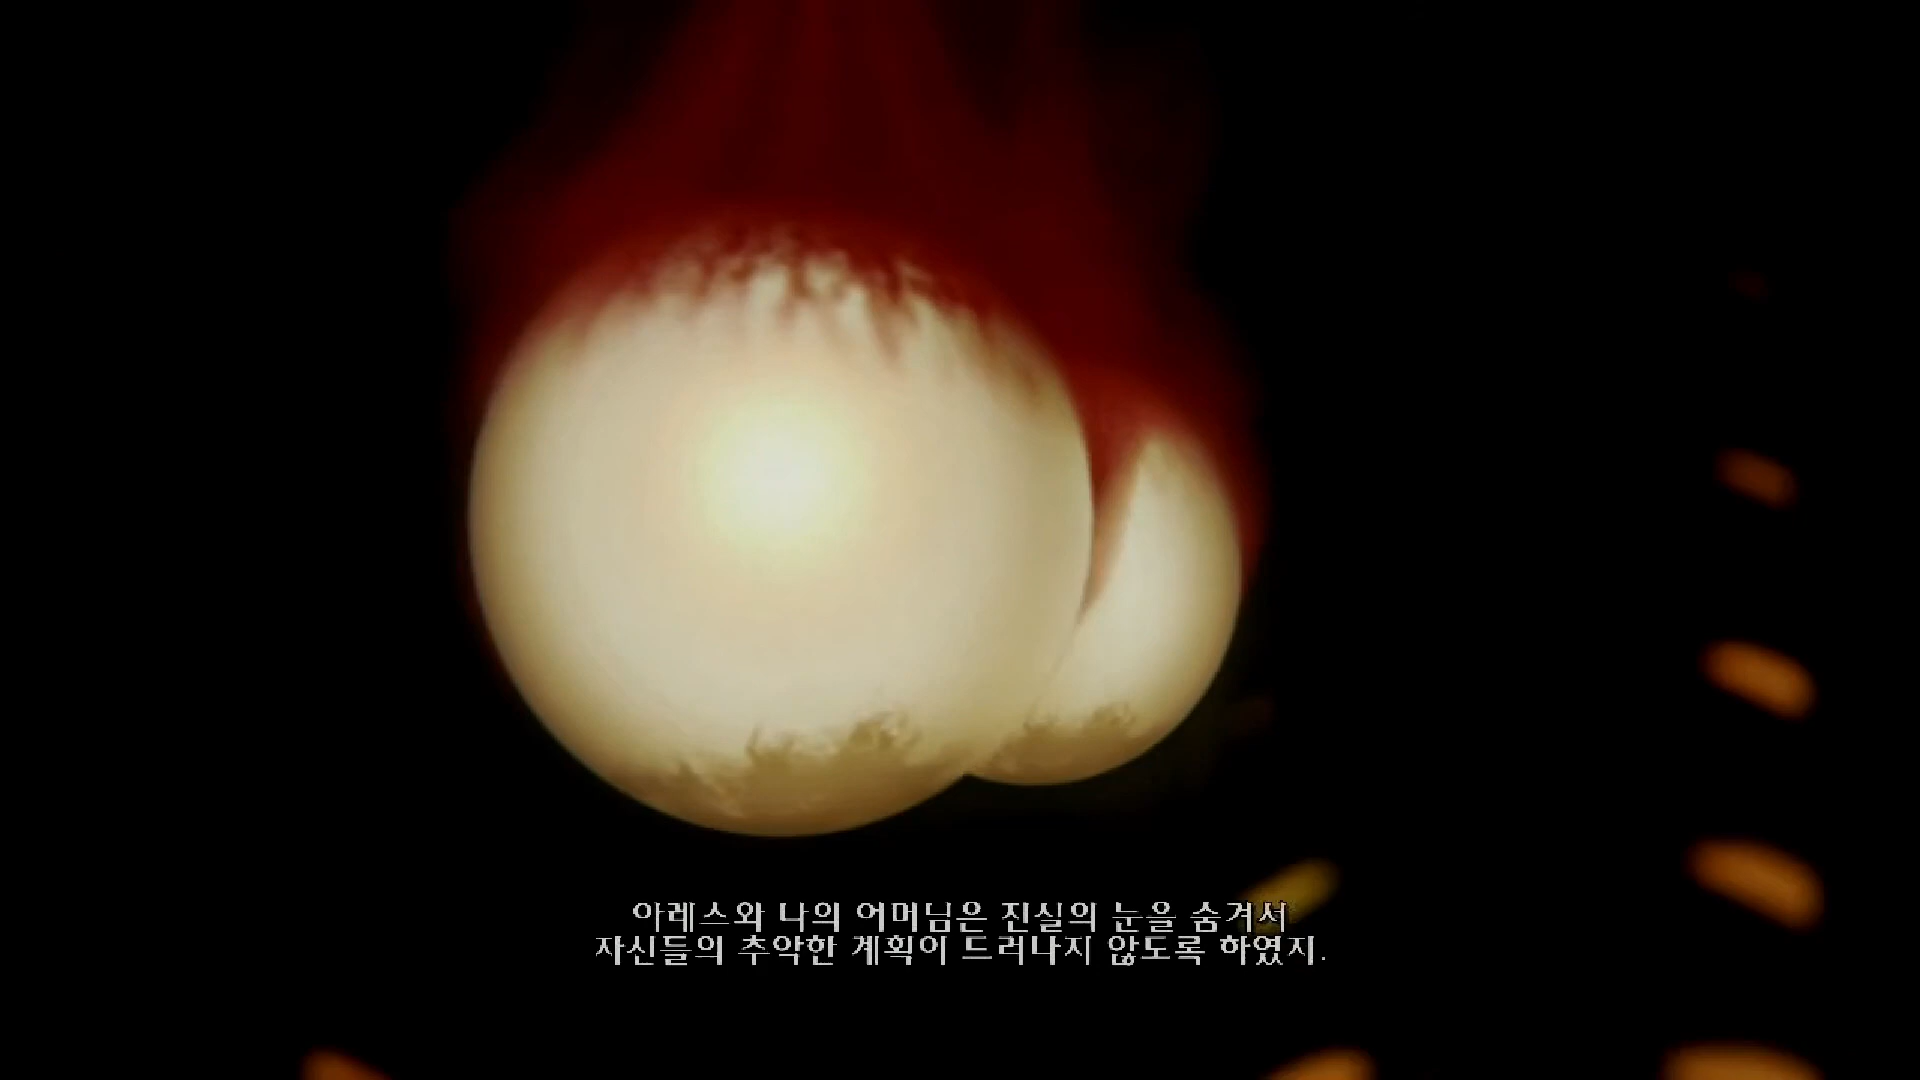 아레스와 나의 어머님은 진실의 눈을 숨겨서
자신들의 추악한 계획이 드러나지 않도록 하였지.